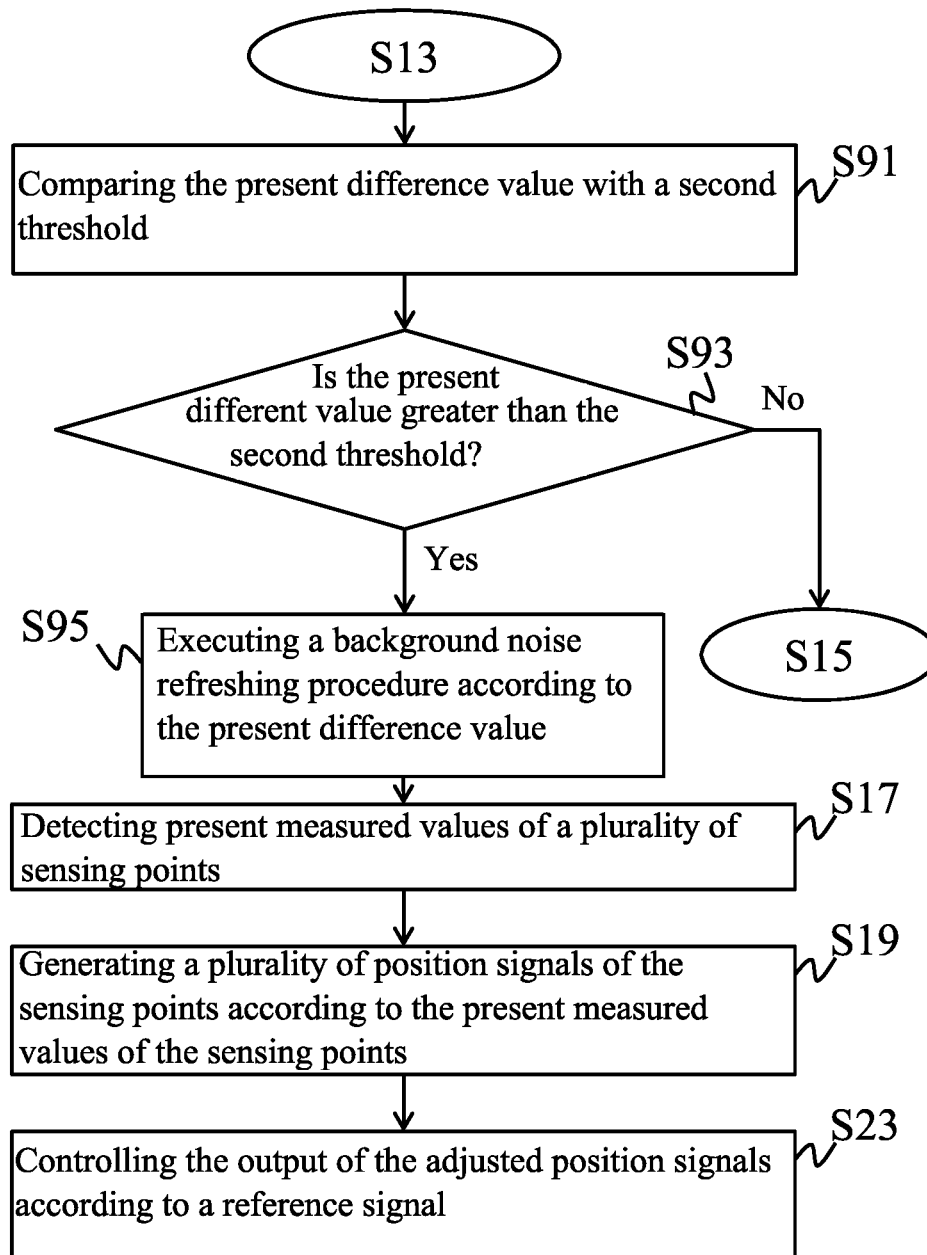 S13
S91
Comparing the present difference value with a second
threshold
S93
Is the present
different value greater than the
second threshold?
No
Yes
S95
Executing a background noise
refreshing procedure according to
the present difference value
S15
S17
Detecting present measured values of a plurality of
sensing points
S19
Generating a plurality of position signals of the
sensing points according to the present measured
values of the sensing points
S23
Controlling the output of the adjusted position signals
according to a reference signal